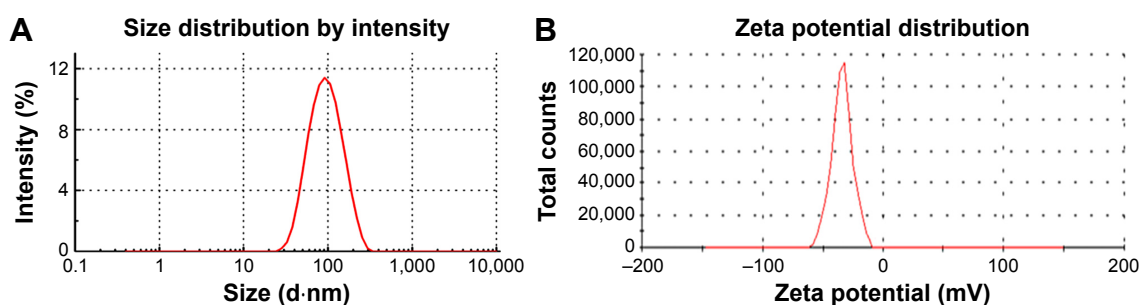 A
Size distribution by intensity
Intensity (%)
12
8
4
0
0.1 1 10 100 1,000 10,000
Size (d·nm)
B
Zeta potential distribution
Total counts
120,000
100,000
80,000
60,000
40,000
20,000
0
–200 –100 0 100 200
Zeta potential (mV)